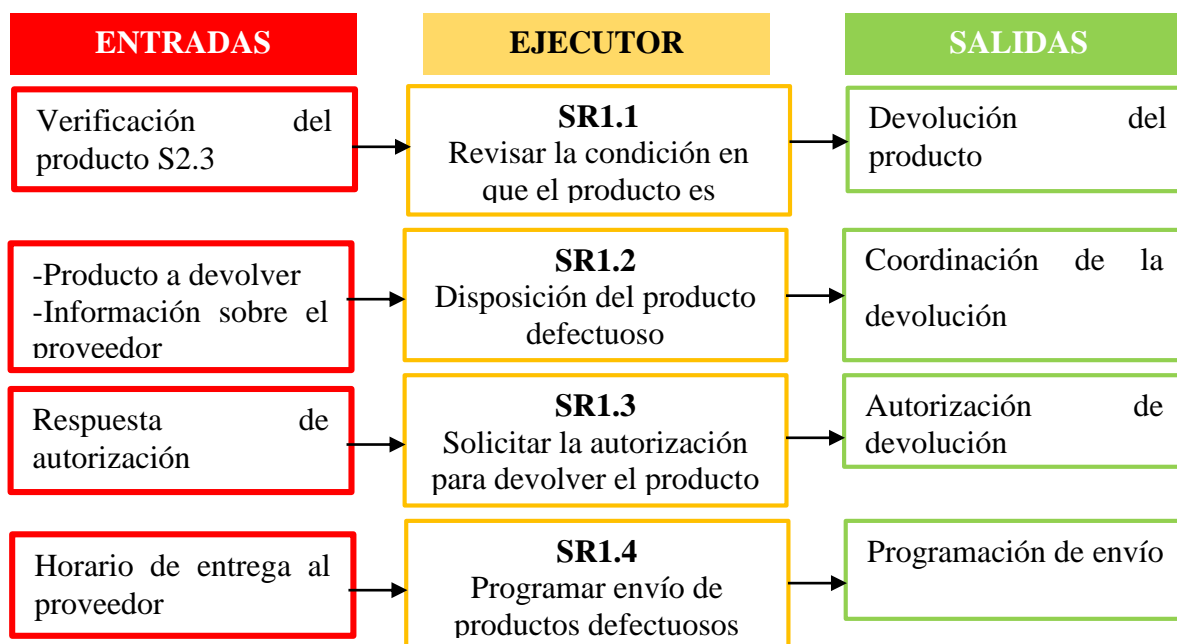 ENTRADAS
EJECUTOR
SALIDAS
Verificación del
producto S2.3
SR1.1
Revisar la condición en
que el producto es
Devolución del
producto
-Producto a devolver
-Información sobre el
proveedor
SR1.2
Disposición del producto
defectuoso
Coordinación de la
devolución
Respuesta de
autorización
SR1.3
Solicitar la autorización
para devolver el producto
Autorización de
devolución
Horario de entrega al
proveedor
SR1.4
Programar envío de
productos defectuosos
Programación de envío